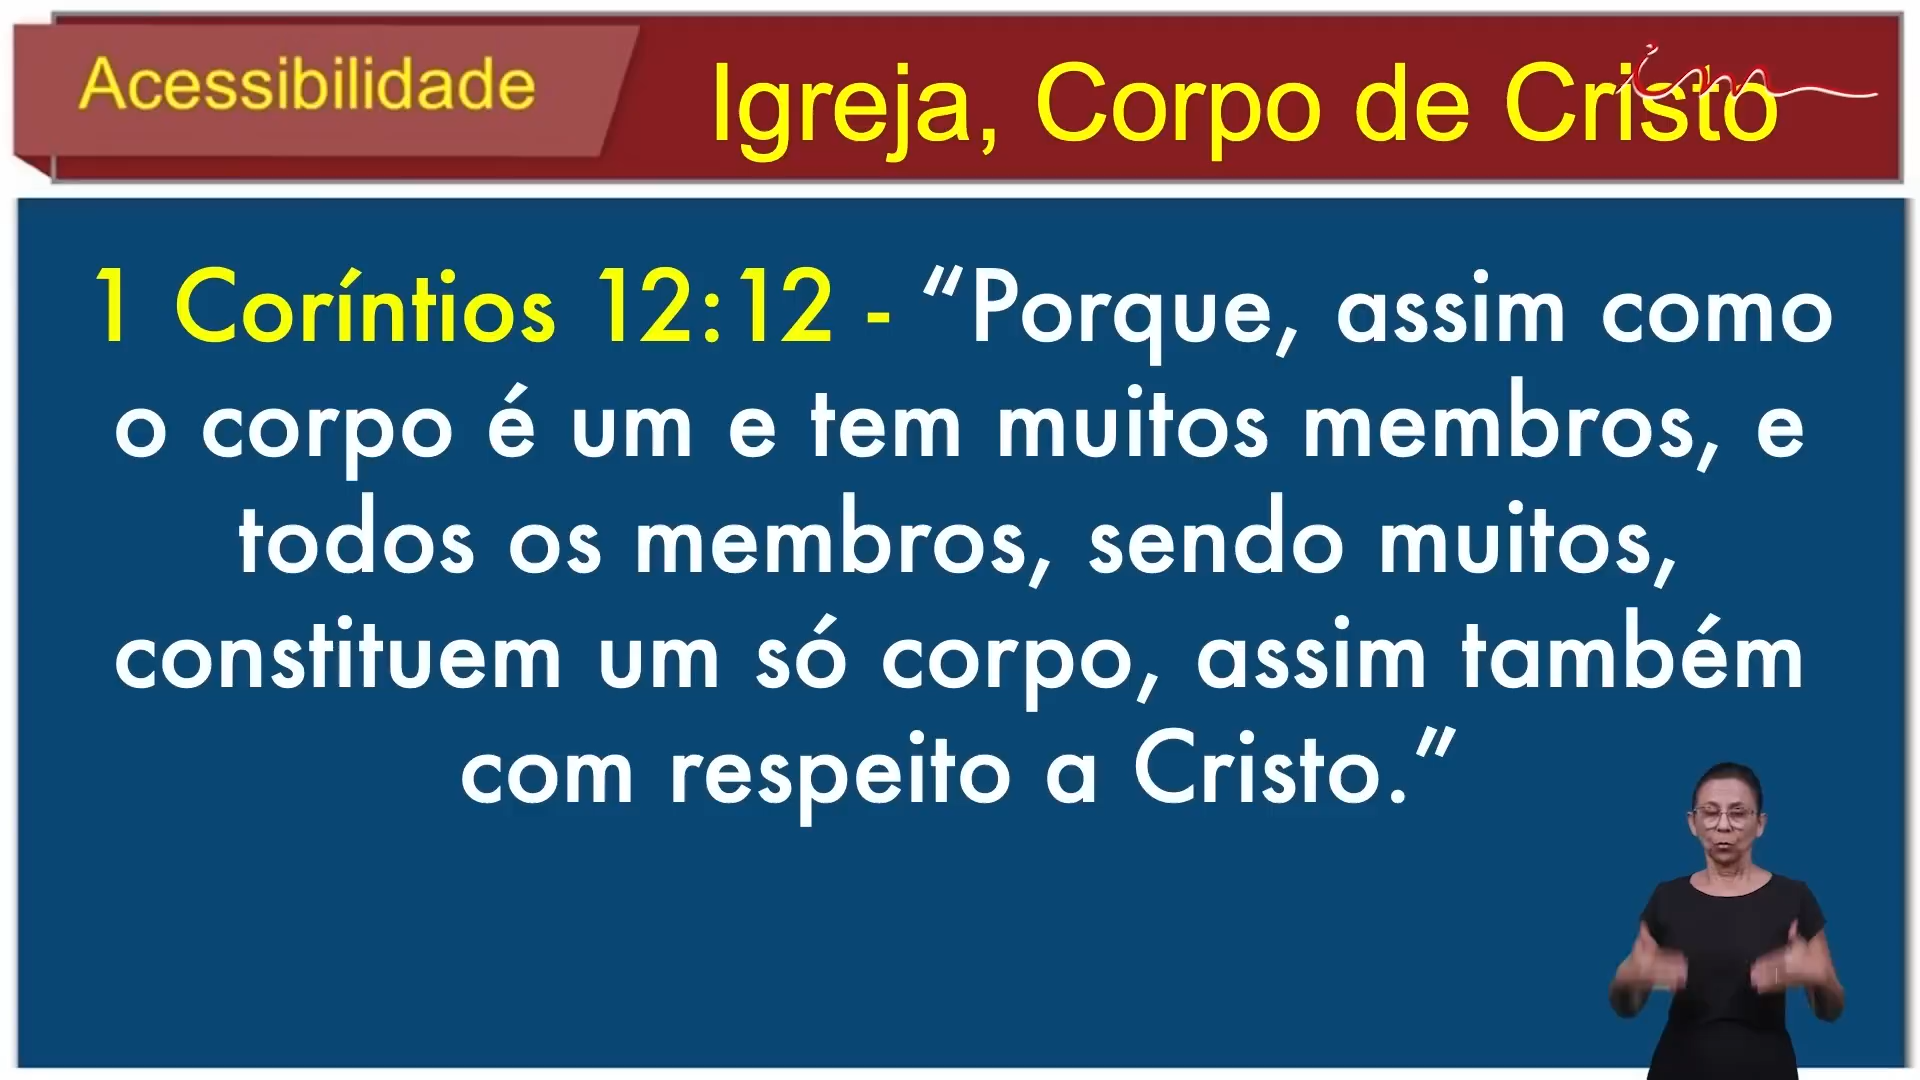 Acessibilidade
Igreja, Corpo de Cristo
im
1 Coríntios 12:12 - “Porque, assim como
o corpo é um e tem muitos membros, e
todos os membros, sendo muitos,
constituem um só corpo, assim também
com respeito a Cristo.”